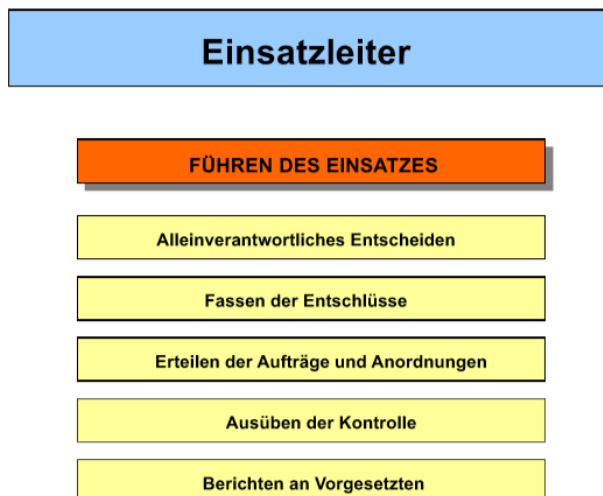 Einsatzleiter
FÜHREN DES EINSATZES
Alleinverantwortliches Entscheiden
Fassen der Entschlüsse
Erteilen der Aufträge und Anordnungen
Ausüben der Kontrolle
Berichten an Vorgesetzten